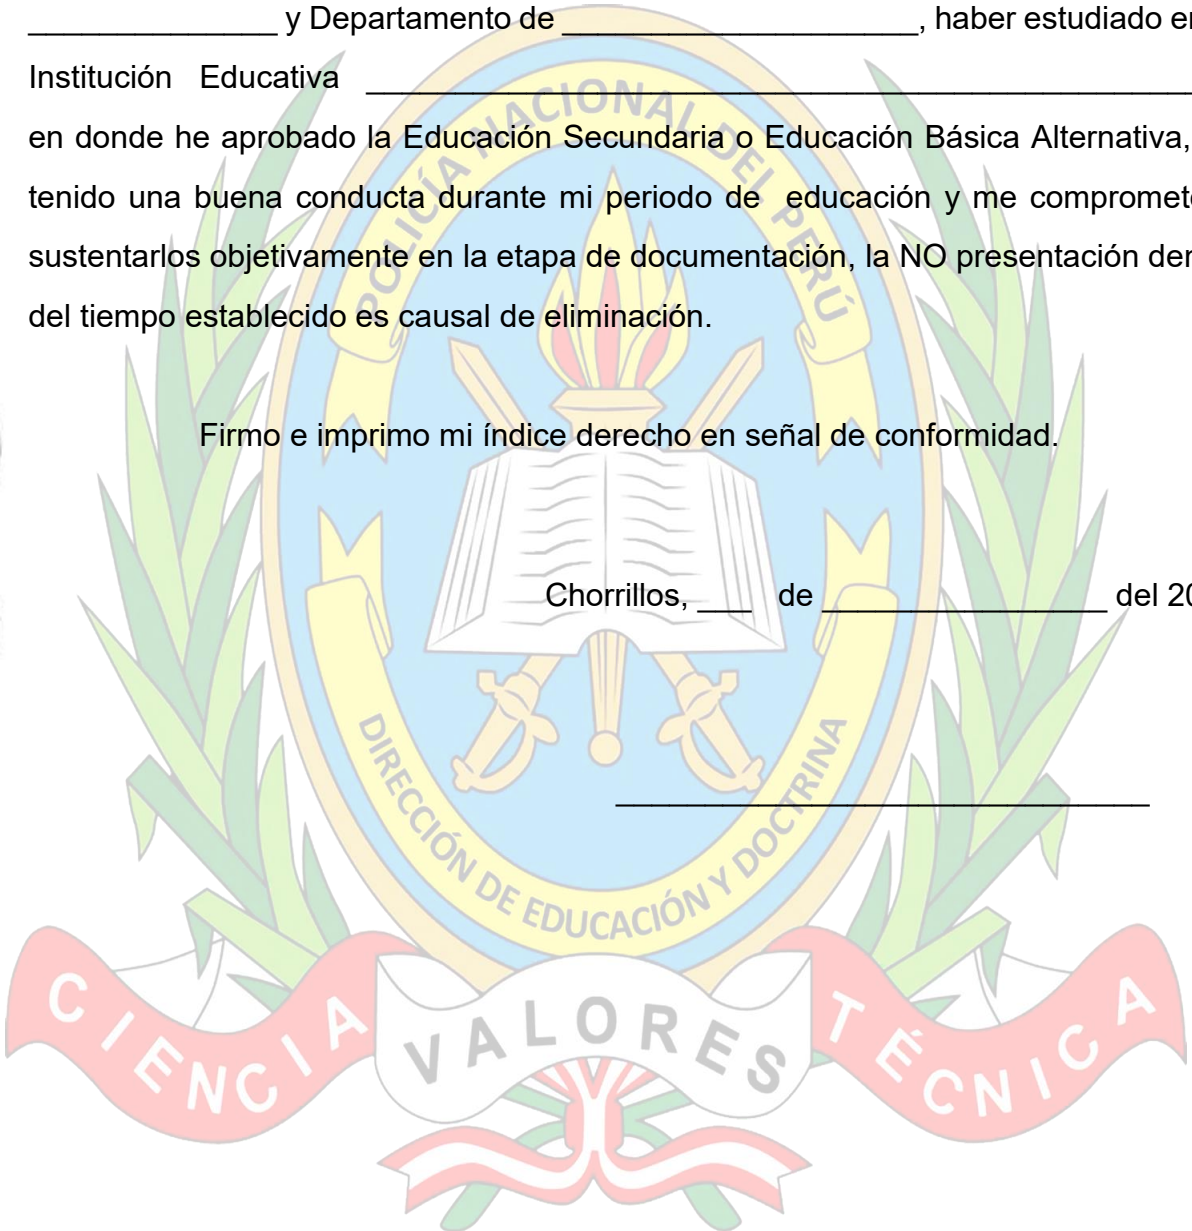 ______________ y Departamento de ____________________, haber estudiado en
Institución Educativa _______________________________________________
en donde he aprobado la Educación Secundaria o Educación Básica Alternativa,
tenido una buena conducta durante mi periodo de educación y me compromet
sustentarlos objetivamente en la etapa de documentación, la NO presentación den
del tiempo establecido es causal de eliminación.
Firmo e imprimo mi índice derecho en señal de conformidad.
Chorrillos, ___ de ________________ del 20
______________________________
POLICÍA NACIONAL DEL PERÚ
DIRECCIÓN DE EDUCACIÓN Y DOCTRINA
CIENCIA VALORES TÉCNICA